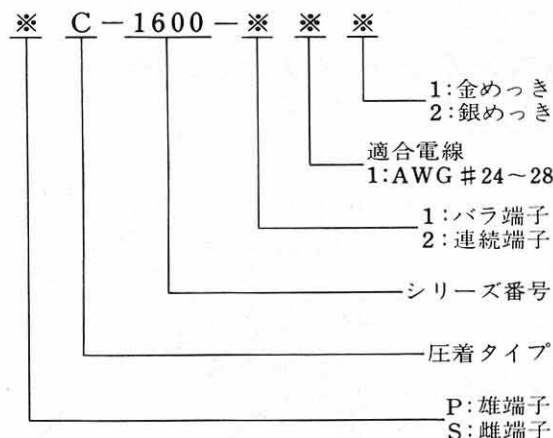 ※ C－1600－※ ※ ※
1:金めっき
2:銀めっき
適合電線
1:AWG ♯24～28
1:バラ端子
2:連続端子
シリーズ番号
圧着タイプ
P:雄端子
S:雌端子